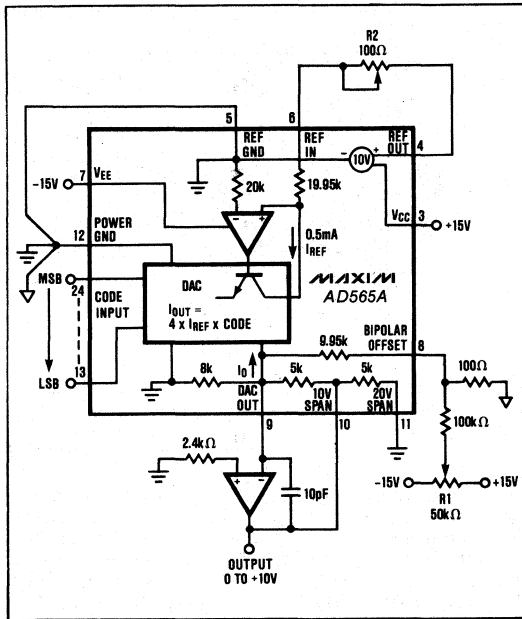 R2
100Ω
5
6
REF
GND
REF
IN
REF
OUT
4
- +
10V
-15V
7
VEE
20k
19.95k
VCC
3
+15V
- +
POWER
GND
12
0.5mA
IREF
MSB
24
CODE
INPUT
13
LSB
DAC
IOUT =
4 x IREF x CODE
MAXIM
AD565A
9.95k
BIPOLAR
OFFSET
8
8k
IO
5k
5k
DAC
OUT
10V
SPAN
20V
SPAN
9
10
11
100Ω
100kΩ
2.4kΩ
+ -
10pF
-15V
+15V
R1
50kΩ
OUTPUT
0 TO +10V